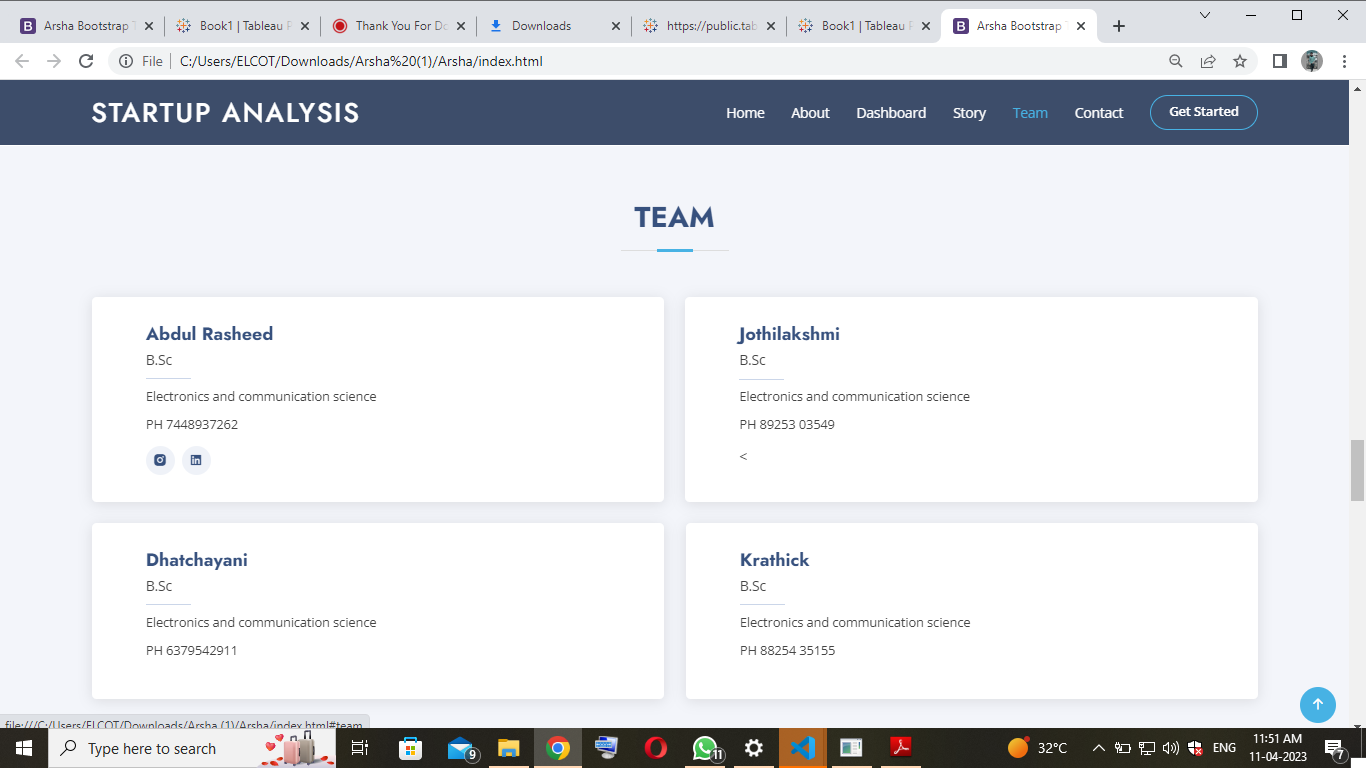 Arsha Bootstrap
Book1 | Tableau
Thank You For Do
Downloads
https://public.tab
Book1 | Tableau
Arsha Bootstrap
File
C:/Users/ELCOT/Downloads/Arsha%20(1)/Arsha/index.html
STARTUP ANALYSIS
Home
About
Dashboard
Story
Team
Contact
Get Started
TEAM
Abdul Rasheed
B.Sc
Electronics and communication science
PH 7448937262
Jothilakshmi
B.Sc
Electronics and communication science
PH 89253 03549
<
Dhatchayani
B.Sc
Electronics and communication science
PH 6379542911
Krathick
B.Sc
Electronics and communication science
PH 88254 35155
file:///C:/Users/ELCOT/Downloads/Arsha (1)/Arsha/index.html#team
Type here to search
9
11
32°C
ENG
11:51 AM
11-04-2023
7